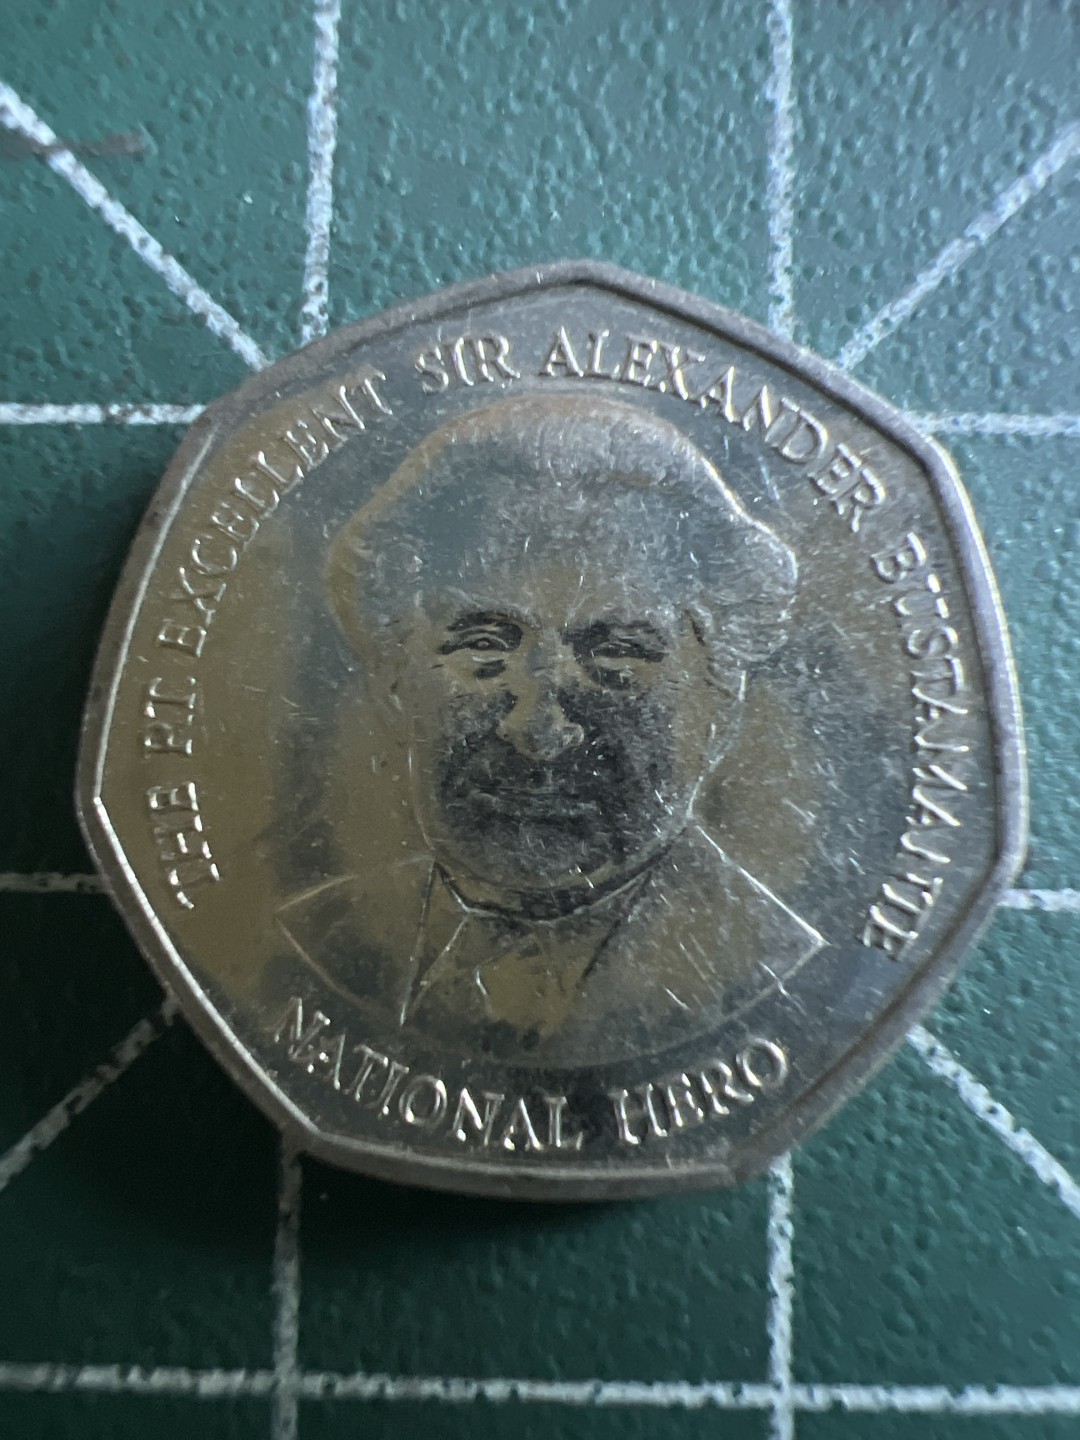 THE RT. EXCELLENT SIR ALEXANDER BUSTAMANTE
NATIONAL HERO